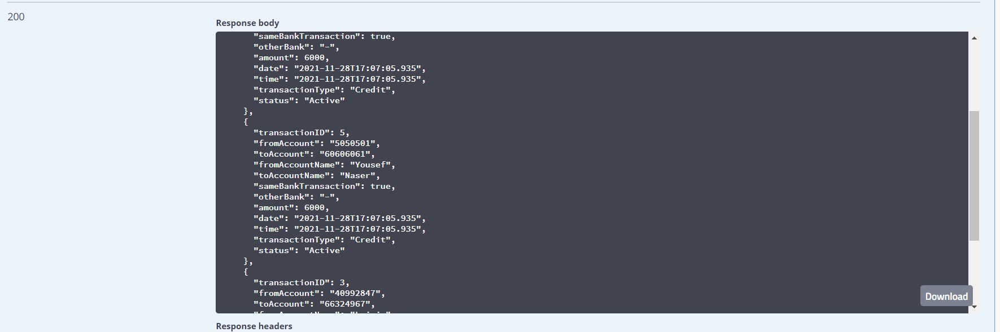 200
Response body
"sameBankTransaction": true,
"otherBank": "-",
"amount": 6000,
"date": "2021-11-28T17:07:05.935",
"time": "2021-11-28T17:07:05.935",
"transactionType": "Credit",
"status": "Active"
},
{
"transactionID": 5,
"fromAccount": "5050501",
"toAccount": "60606061",
"fromAccountName": "Yousef",
"toAccountName": "Naser",
"sameBankTransaction": true,
"otherBank": "-",
"amount": 6000,
"date": "2021-11-28T17:07:05.935",
"time": "2021-11-28T17:07:05.935",
"transactionType": "Credit",
"status": "Active"
},
{
"transactionID": 3,
"fromAccount": "40992847",
"toAccount": "66324967",
Download
Response headers